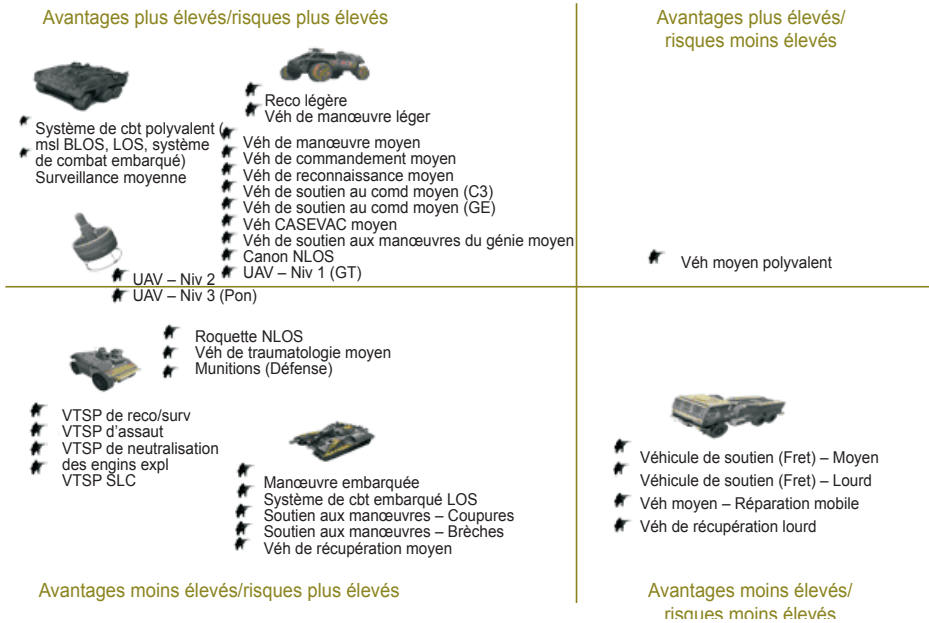 Avantages plus élevés/risques plus élevés
Avantages plus élevés/
risques moins élevés
Reco légère
Véh de manœuvre léger
Système de cbt polyvalent (
msl BLOS, LOS, système
de combat embarqué)
Surveillance moyenne
Véh de manœuvre moyen
Véh de commandement moyen
Véh de reconnaissance moyen
Véh de soutien au comd moyen (C3)
Véh de soutien au comd moyen (GE)
Véh CASEVAC moyen
Véh de soutien aux manœuvres du génie moyen
Canon NLOS
UAV – Niv 1 (GT)
UAV – Niv 2
UAV – Niv 3 (Pon)
Véh moyen polyvalent
Roquette NLOS
Véh de traumatologie moyen
Munitions (Défense)
VTSP de reco/surv
VTSP d’assaut
VTSP de neutralisation
des engins expl
VTSP SLC
Manœuvre embarquée
Système de cbt embarqué LOS
Soutien aux manœuvres – Coupures
Soutien aux manœuvres – Brèches
Véh de récupération moyen
Véhicule de soutien (Fret) – Moyen
Véhicule de soutien (Fret) – Lourd
Véh moyen – Réparation mobile
Véh de récupération lourd
Avantages moins élevés/risques plus élevés
Avantages moins élevés/
risques moins élevés